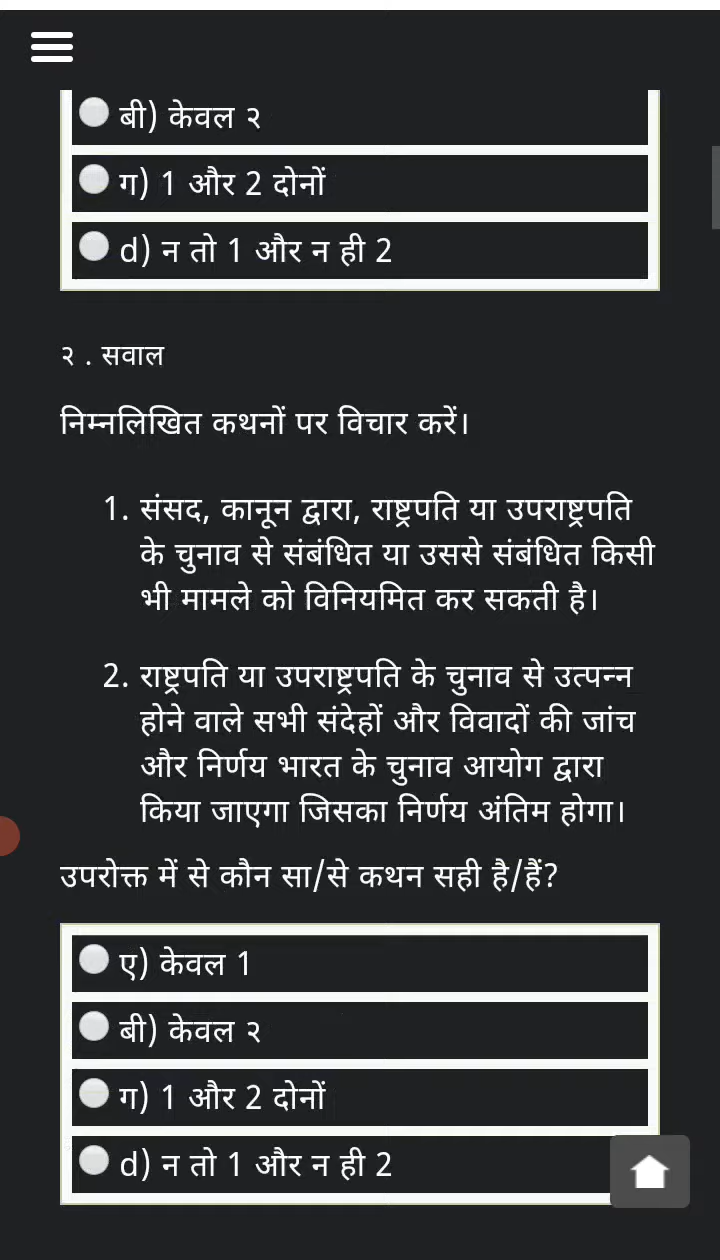 बी) केवल २
ग) 1 और 2 दोनों
d) न तो 1 और न ही 2
२ . सवाल
निम्नलिखित कथनों पर विचार करें।
1. संसद, कानून द्वारा, राष्ट्रपति या उपराष्ट्रपति
के चुनाव से संबंधित या उससे संबंधित किसी
भी मामले को विनियमित कर सकती है।
2. राष्ट्रपति या उपराष्ट्रपति के चुनाव से उत्पन्न
होने वाले सभी संदेहों और विवादों की जांच
और निर्णय भारत के चुनाव आयोग द्वारा
किया जाएगा जिसका निर्णय अंतिम होगा।
उपरोक्त में से कौन सा/से कथन सही है/हैं?
ए) केवल 1
बी) केवल २
ग) 1 और 2 दोनों
d) न तो 1 और न ही 2